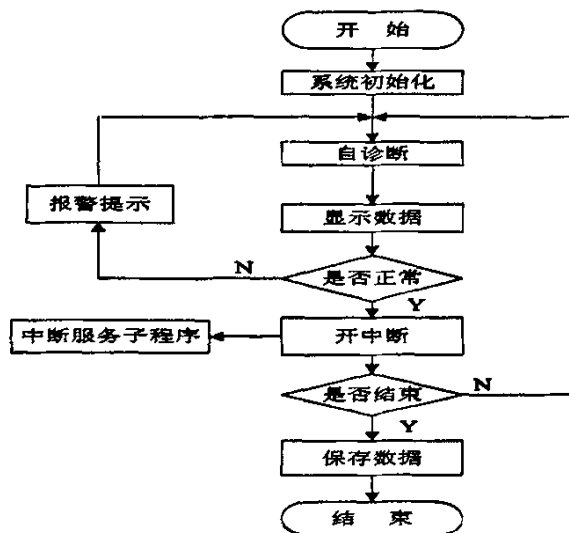 开 始
系统初始化
自诊断
报警提示
显示数据
N
是否正常
Y
中断服务子程序
开中断
是否结束
N
Y
保存数据
结 束